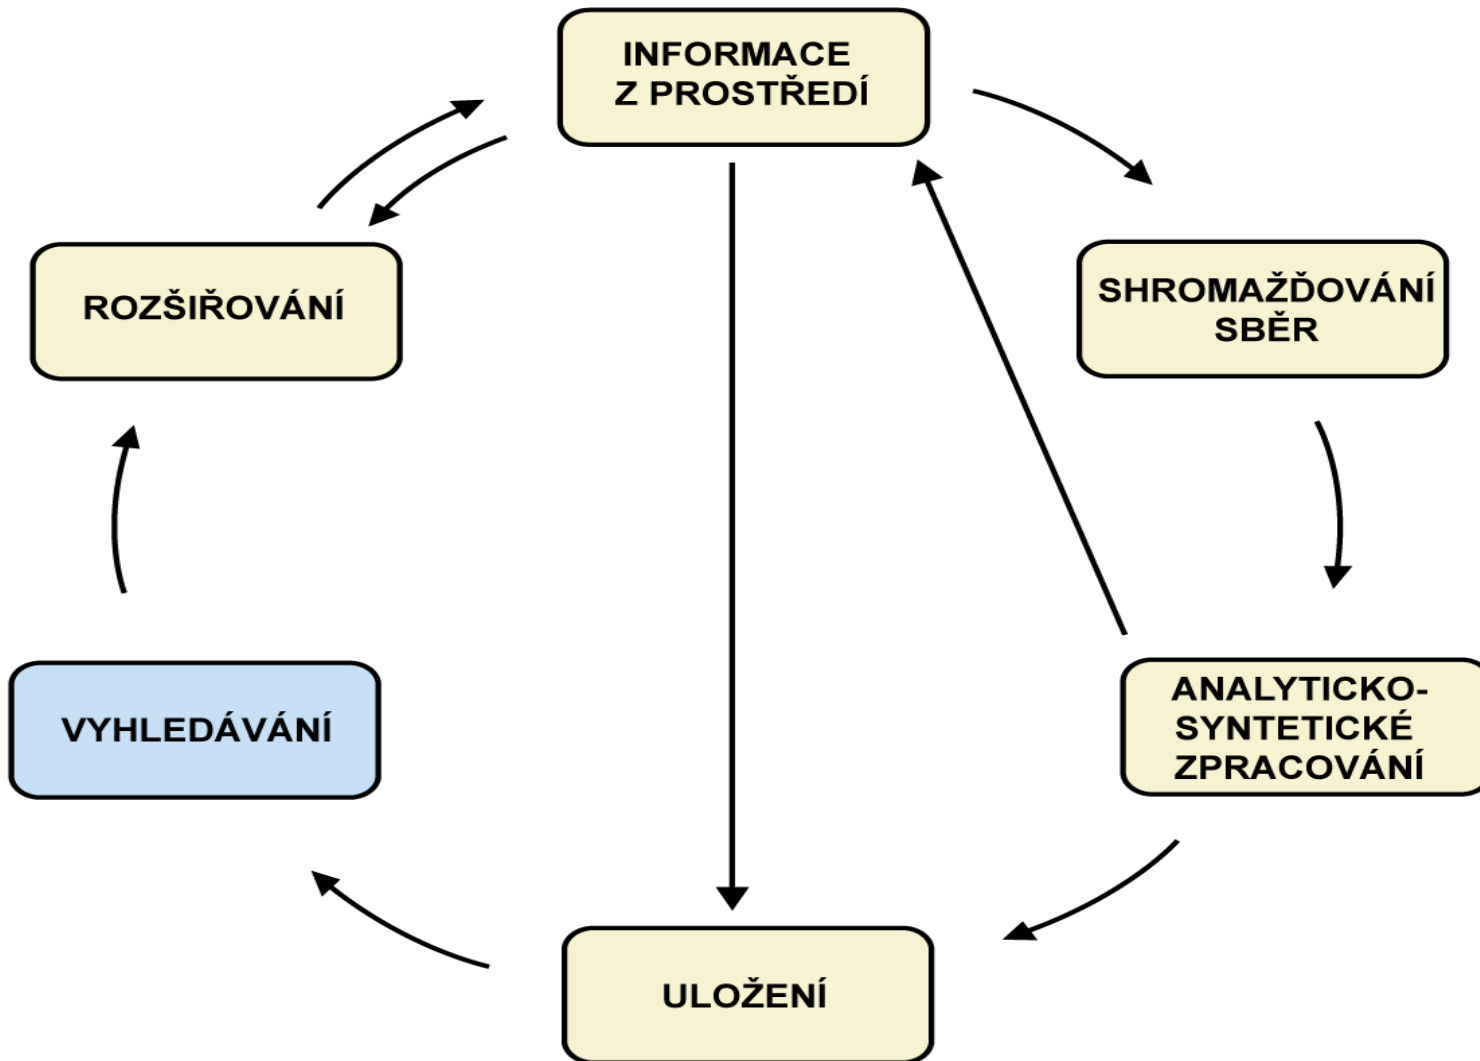 INFORMACE
Z PROSTŘEDÍ
ROZŠIŘOVÁNÍ
SHROMAŽĎOVÁNÍ
SBĚR
VYHLEDÁVÁNÍ
ANALYTICKO-
SYNTETICKÉ
ZPRACOVÁNÍ
ULOŽENÍ